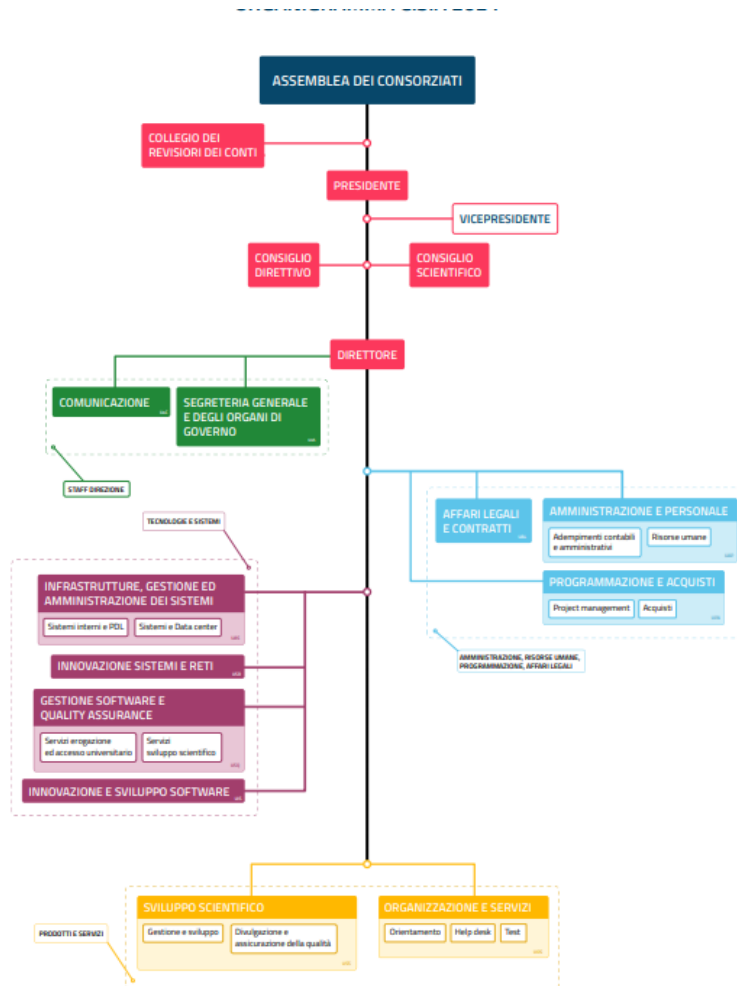 ASSEMBLEA DEI CONSORZIATI
COLLEGIO DEI
REVISIORI DEI CONTI
PRESIDENTE
VICEPRESIDENTE
CONSIGLIO
DIRETTIVO
CONSIGLIO
SCIENTIFICO
DIRETTORE
COMUNICAZIONE
SEGRETERIA GENERALE
E DEGLI ORGANI DI
GOVERNO
STAFF DIREZIONE
AFFARI LEGALI
E CONTRATTI
AMMINISTRAZIONE E PERSONALE
Adempimenti contabili
e amministrativi
Risorse umane
PROGRAMMAZIONE E ACQUISTI
Project management
Acquisti
AMMINISTRAZIONE, RISORSE UMANE,
PROGRAMMAZIONE, AFFARI LEGALI
TECNOLOGIE E SISTEMI
INFRASTRUTTURE, GESTIONE ED
AMMINISTRAZIONE DEI SISTEMI
Sistemi interni e PDL
Sistemi e Data center
INNOVAZIONE SISTEMI E RETI
GESTIONE SOFTWARE E
QUALITY ASSURANCE
Servizi erogazione
ed accesso universitario
Servizi
sviluppo scientifico
INNOVAZIONE E SVILUPPO SOFTWARE
SVILUPPO SCIENTIFICO
Gestione e sviluppo
Divulgazione e
assicurazione della qualità
ORGANIZZAZIONE E SERVIZI
Orientamento
Help desk
Test
PRODOTTI E SERVIZI